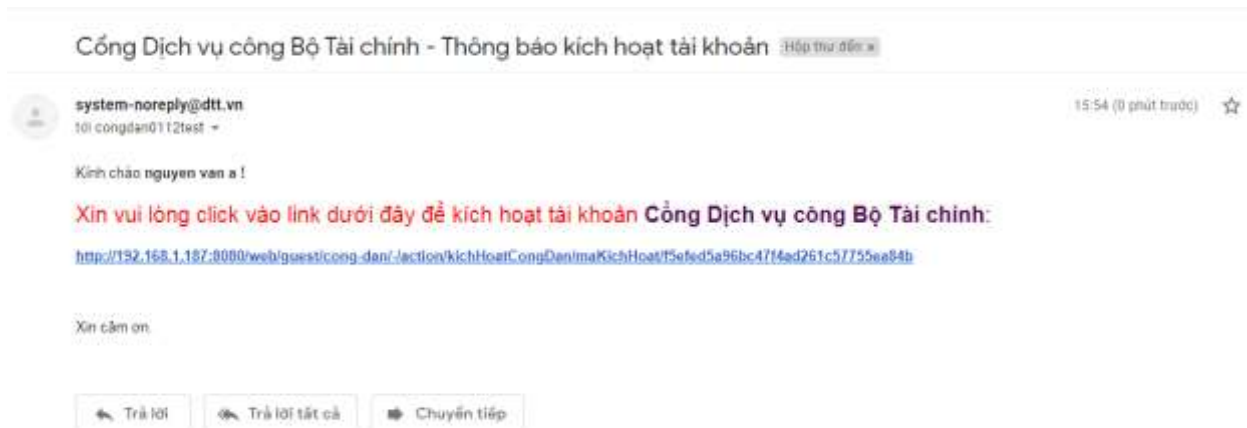 Cổng Dịch vụ công Bộ Tài chính - Thông báo kích hoạt tài khoản Hộp thư đến x
system-noreply@dtt.vn 15:54 (0 phút trước)
tới congdan0112test
Kính chào nguyen van a !
Xin vui lòng click vào link dưới đây để kích hoạt tài khoản Cổng Dịch vụ công Bộ Tài chính:
http://192.168.1.187:8080/web/guest/cong-dan/-/action/kichHoatCongDan/maKichHoat/f5efed5a96bc47f4ad261c57755ea84b
Xin cảm ơn.
Trả lời Trả lời tất cả Chuyển tiếp